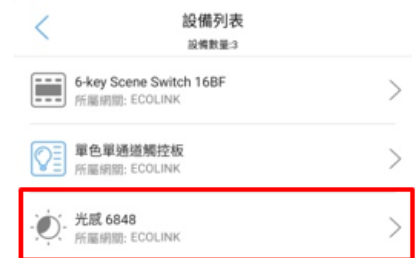 設備列表
設備數量:3
6-key Scene Switch 16BF
所屬網關: ECOLINK
單色單通道觸控板
所屬網關: ECOLINK
光感 6848
所屬網關: ECOLINK